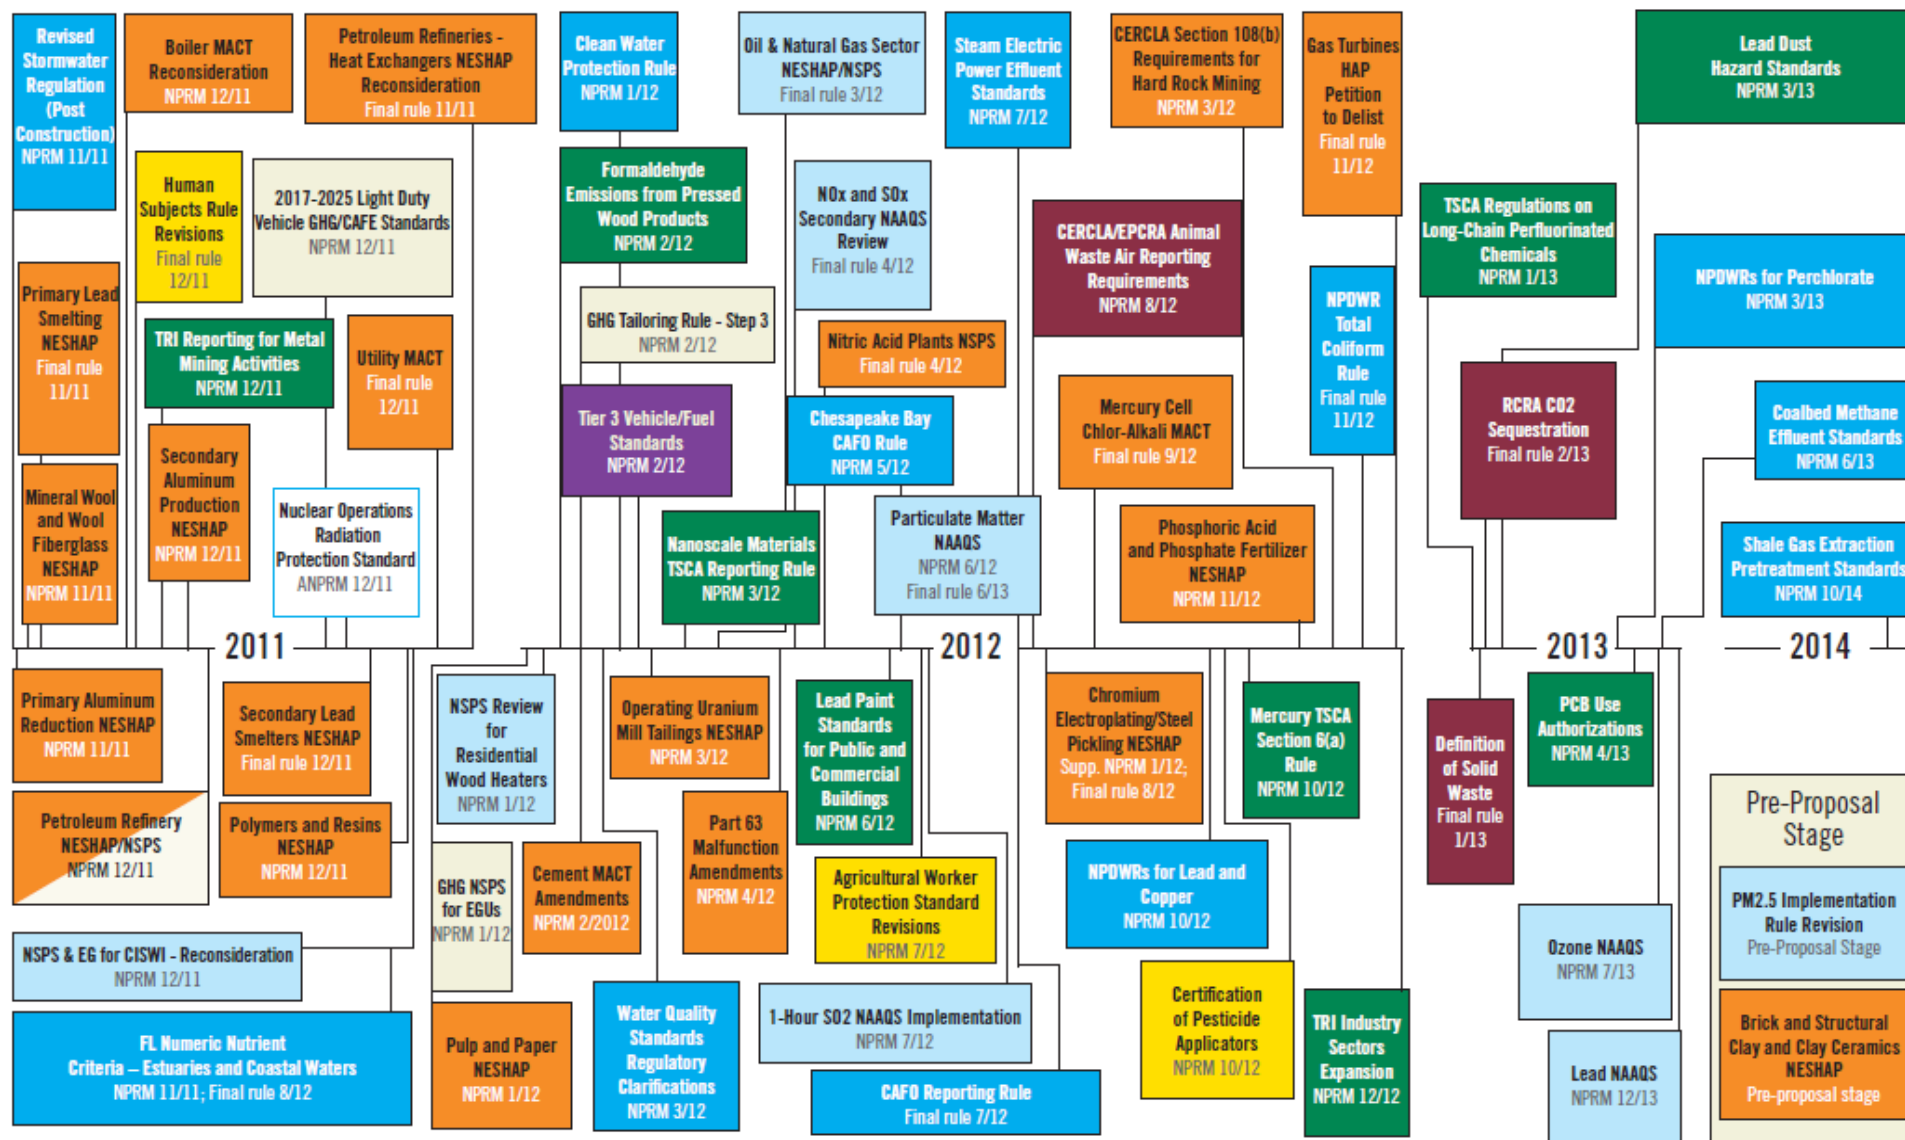 Revised
Stormwater
Regulation
(Post
Construction)
NPRM 11/11
Boiler MACT
Reconsideration
NPRM 12/11
Petroleum Refineries -
Heat Exchangers NESHAP
Reconsideration
Final rule 11/11
Human
Subjects Rule
Revisions
Final rule
12/11
2017-2025 Light Duty
Vehicle GHG/CAFE Standards
NPRM 12/11
Primary Lead
Smelting
NESHAP
Final rule
11/11
TRI Reporting for Metal
Mining Activities
NPRM 12/11
Utility MACT
Final rule
12/11
Mineral Wool
and Wool
Fiberglass
NESHAP
NPRM 11/11
Secondary
Aluminum
Production
NESHAP
NPRM 12/11
Nuclear Operations
Radiation
Protection Standard
ANPRM 12/11
Clean Water
Protection Rule
NPRM 1/12
Oil & Natural Gas Sector
NESHAP/NSPS
Final rule 3/12
Steam Electric
Power Effluent
Standards
NPRM 7/12
CERCLA Section 108(b)
Requirements for
Hard Rock Mining
NPRM 3/12
Gas Turbines
HAP
Petition
to Delist
Final rule
11/12
Formaldehyde
Emissions from Pressed
Wood Products
NPRM 2/12
NOx and SOx
Secondary NAAQS
Review
Final rule 4/12
CERCLA/EPCRA Animal
Waste Air Reporting
Requirements
NPRM 8/12
NPDWR
Total
Coliform
Rule
Final rule
11/12
GHG Tailoring Rule - Step 3
NPRM 2/12
Nitric Acid Plants NSPS
Final rule 4/12
Tier 3 Vehicle/Fuel
Standards
NPRM 2/12
Chesapeake Bay
CAFO Rule
NPRM 5/12
Mercury Cell
Chlor-Alkali MACT
Final rule 9/12
Nanoscale Materials
TSCA Reporting Rule
NPRM 3/12
Particulate Matter
NAAQS
NPRM 6/12
Final rule 6/13
Phosphoric Acid
and Phosphate Fertilizer
NESHAP
NPRM 11/12
Lead Dust
Hazard Standards
NPRM 3/13
TSCA Regulations on
Long-Chain Perfluorinated
Chemicals
NPRM 1/13
NPDWRs for Perchlorate
NPRM 3/13
RCRA CO2
Sequestration
Final rule 2/13
Coalbed Methane
Effluent Standards
NPRM 6/13
Shale Gas Extraction
Pretreatment Standards
NPRM 10/14
2011
2012
2013
2014
Primary Aluminum
Reduction NESHAP
NPRM 11/11
Secondary Lead
Smelters NESHAP
Final rule 12/11
Petroleum Refinery
NESHAP/NSPS
NPRM 12/11
Polymers and Resins
NESHAP
NPRM 12/11
NSPS & EG for CISWI - Reconsideration
NPRM 12/11
FL Numeric Nutrient
Criteria – Estuaries and Coastal Waters
NPRM 11/11; Final rule 8/12
NSPS Review
for
Residential
Wood Heaters
NPRM 1/12
Operating Uranium
Mill Tailings NESHAP
NPRM 3/12
Lead Paint
Standards
for Public and
Commercial
Buildings
NPRM 6/12
Chromium
Electroplating/Steel
Pickling NESHAP
Supp. NPRM 1/12;
Final rule 8/12
Mercury TSCA
Section 6(a)
Rule
NPRM 10/12
GHG NSPS
for EGUs
NPRM 1/12
Cement MACT
Amendments
NPRM 2/2012
Part 63
Malfunction
Amendments
NPRM 4/12
Agricultural Worker
Protection Standard
Revisions
NPRM 7/12
NPDWRs for Lead and
Copper
NPRM 10/12
Pulp and Paper
NESHAP
NPRM 1/12
Water Quality
Standards
Regulatory
Clarifications
NPRM 3/12
1-Hour SO2 NAAQS Implementation
NPRM 7/12
CAFO Reporting Rule
Final rule 7/12
Certification
of Pesticide
Applicators
NPRM 10/12
TRI Industry
Sectors
Expansion
NPRM 12/12
Definition
of Solid
Waste
Final rule
1/13
PCB Use
Authorizations
NPRM 4/13
Ozone NAAQS
NPRM 7/13
Lead NAAQS
NPRM 12/13
Pre-Proposal
Stage
PM2.5 Implementation
Rule Revision
Pre-Proposal Stage
Brick and Structural
Clay and Clay Ceramics
NESHAP
Pre-proposal stage